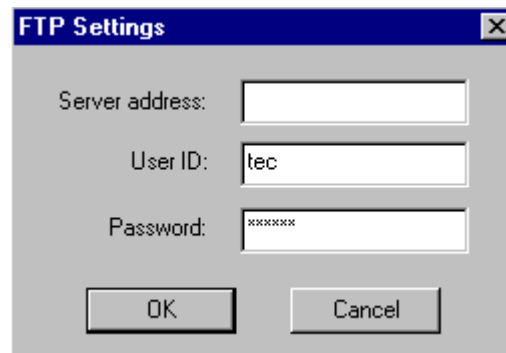 FTP Settings
Server address:
User ID: tec
Password: ******
OK Cancel